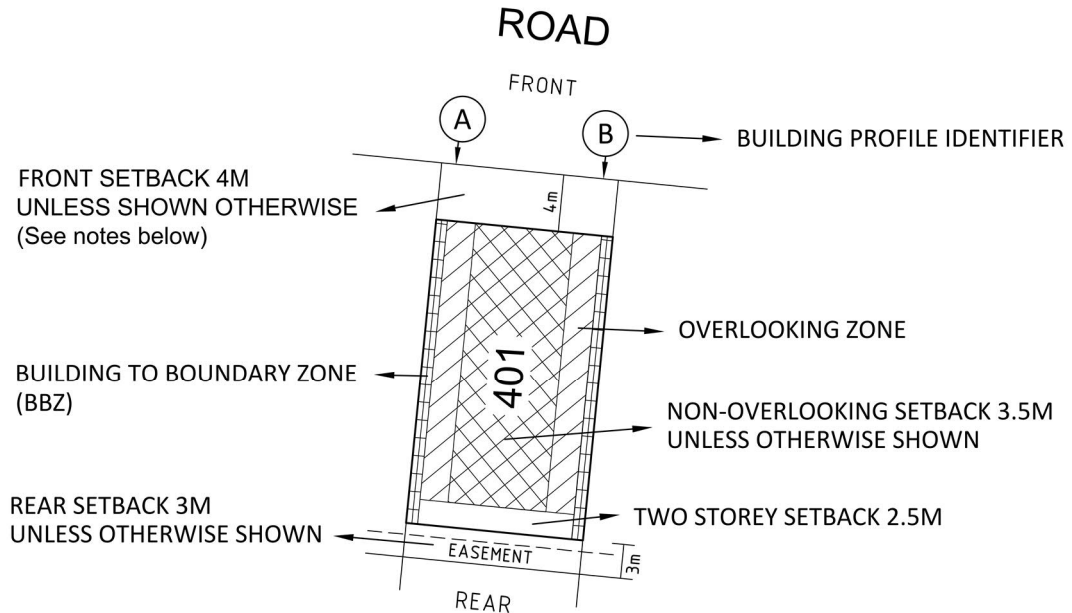 ROAD
FRONT
A
B
BUILDING PROFILE IDENTIFIER
FRONT SETBACK 4M
UNLESS SHOWN OTHERWISE
(See notes below)
4m
OVERLOOKING ZONE
401
BUILDING TO BOUNDARY ZONE
(BBZ)
NON-OVERLOOKING SETBACK 3.5M
UNLESS OTHERWISE SHOWN
REAR SETBACK 3M
UNLESS OTHERWISE SHOWN
TWO STOREY SETBACK 2.5M
EASEMENT
3m
REAR